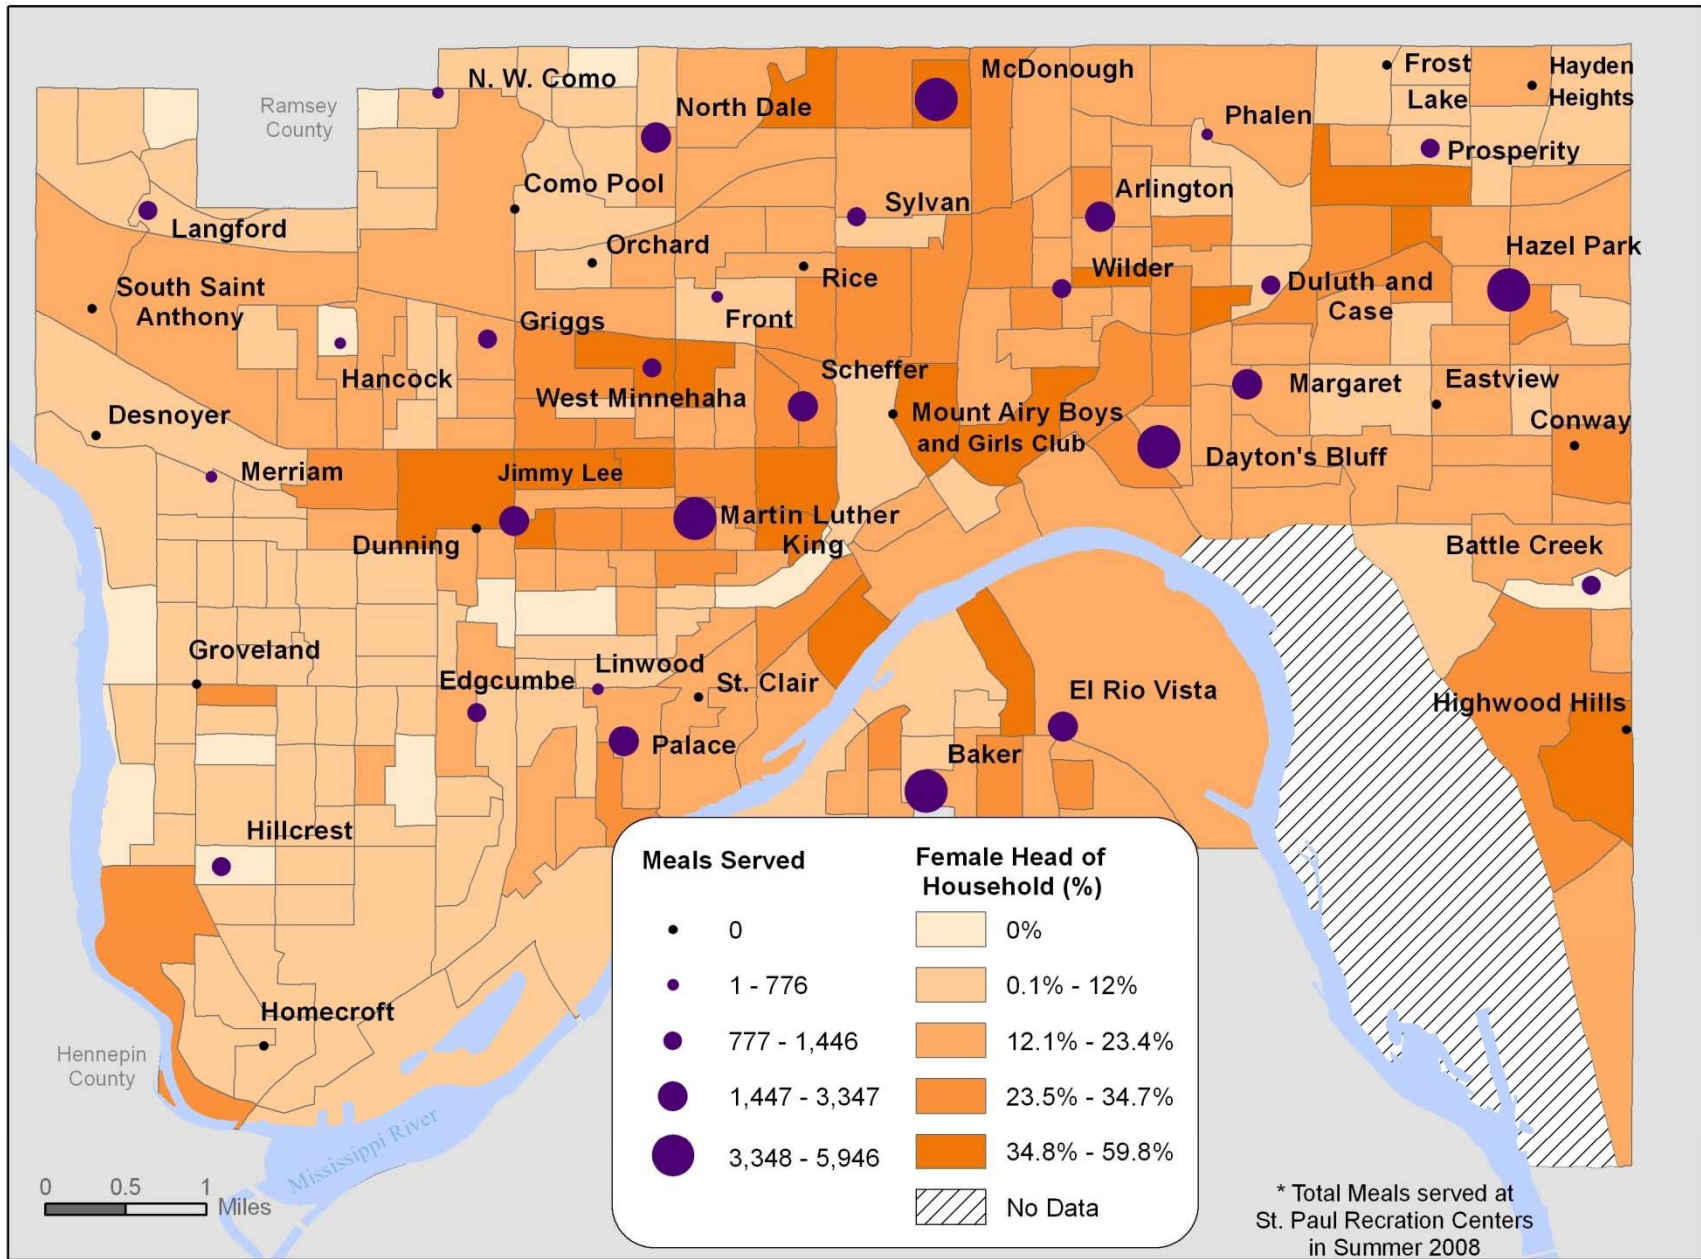 N. W. Como
McDonough
Frost
Lake
Hayden
Heights
Ramsey
County
North Dale
Phalen
Prosperity
Como Pool
Arlington
Langford
Sylvan
Orchard
Hazel Park
South Saint
Anthony
Rice
Wilder
Duluth and
Case
Griggs
Front
Hancock
Scheffer
West Minnehaha
Margaret
Eastview
Desnoyer
Mount Airy Boys
and Girls Club
Conway
Merriam
Jimmy Lee
Dayton's Bluff
Martin Luther
King
Dunning
Battle Creek
Groveland
Linwood
Edgcumbe
St. Clair
El Rio Vista
Highwood Hills
Palace
Baker
Hillcrest
Homecroft
Hennepin
County
Mississippi River
0 0.5 1
Miles
Meals Served
0
1 - 776
777 - 1,446
1,447 - 3,347
3,348 - 5,946
Female Head of
Household (%)
0%
0.1% - 12%
12.1% - 23.4%
23.5% - 34.7%
34.8% - 59.8%
No Data
* Total Meals served at
St. Paul Recration Centers
in Summer 2008